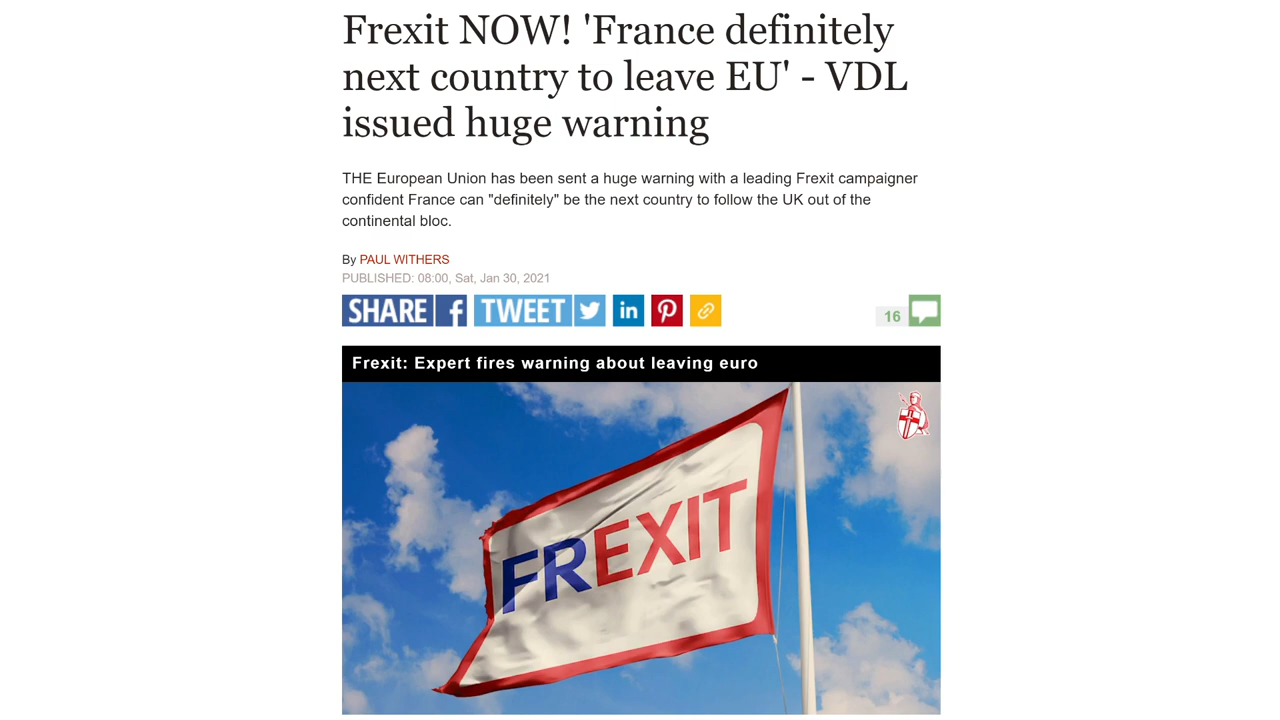 Frexit NOW! 'France definitely
next country to leave EU' - VDL
issued huge warning
THE European Union has been sent a huge warning with a leading Frexit campaigner
confident France can "definitely" be the next country to follow the UK out of the
continental bloc.
By PAUL WITHERS
PUBLISHED: 08:00, Sat, Jan 30, 2021
SHARE f TWEET in 16
Frexit: Expert fires warning about leaving euro
FREXIT